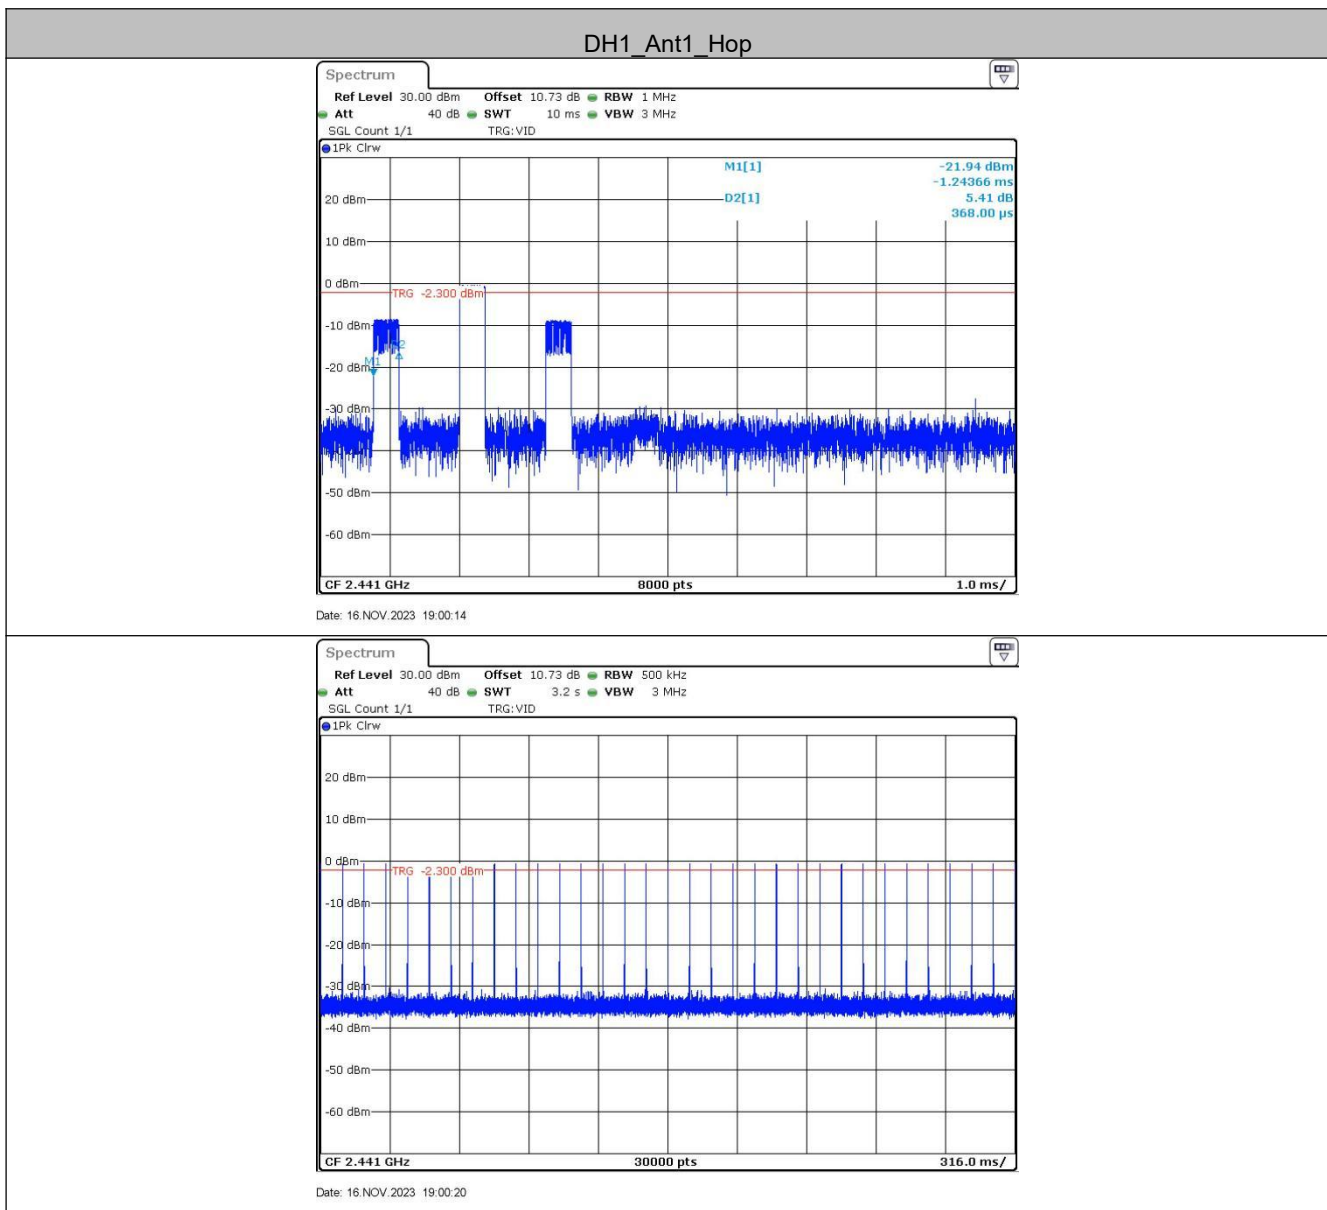 DH1_Ant1_Hop
Spectrum
Ref Level 30.00 dBm Offset 10.73 dB RBW 1 MHz
Att 40 dB SWT 10 ms VBW 3 MHz
SGL Count 1/1 TRG:VID
1Pk Clrw
M1[1] -21.94 dBm
-1.24366 ms
20 dBm D2[1] 5.41 dB
368.00 µs
10 dBm
0 dBm
TRG -2.300 dBm
-10 dBm
M1
-20 dBm
-30 dBm
-50 dBm
-60 dBm
CF 2.441 GHz 8000 pts 1.0 ms/
Date: 16.NOV.2023 19:00:14
Spectrum
Ref Level 30.00 dBm Offset 10.73 dB RBW 500 kHz
Att 40 dB SWT 3.2 s VBW 3 MHz
SGL Count 1/1 TRG:VID
1Pk Clrw
20 dBm
10 dBm
0 dBm
TRG -2.300 dBm
-10 dBm
-20 dBm
-30 dBm
-40 dBm
-50 dBm
-60 dBm
CF 2.441 GHz 30000 pts 316.0 ms/
Date: 16.NOV.2023 19:00:20